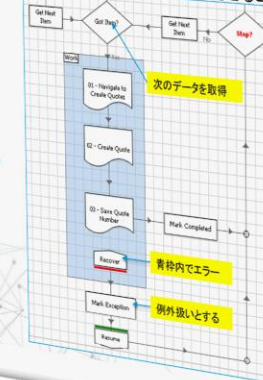 Get Next
Item
Got Item?
Get Next
Item
No
Stop?
Work
Yes
次のデータを取得
01 - Navigate to
Create Quotes
02 - Create Quote
03 - Save Quote
Number
Mark Completed
Recover
青枠内でエラー
Mark Exception
例外扱いとする
Resume